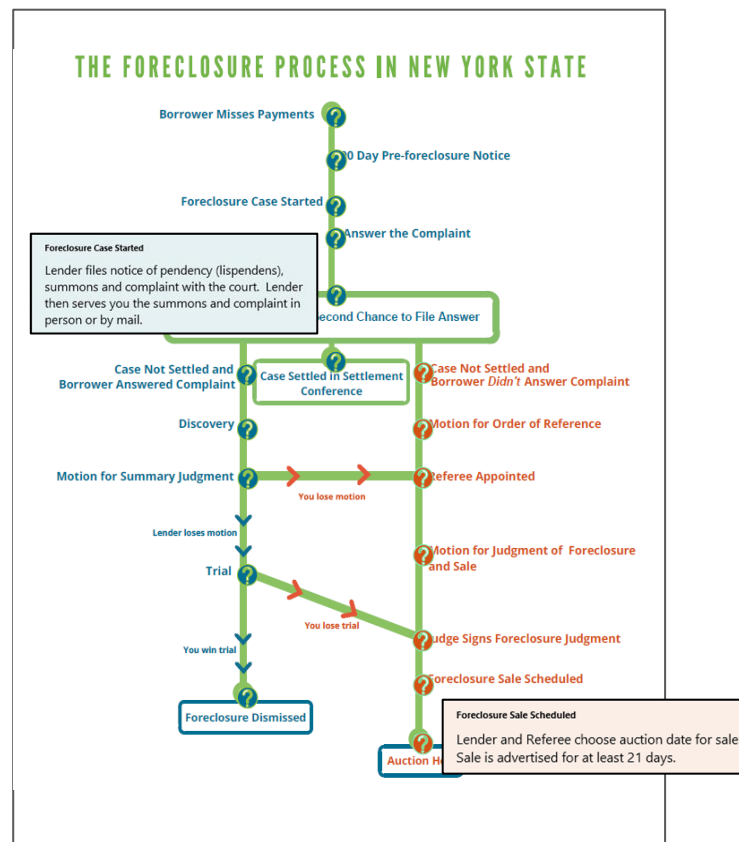 THE FORECLOSURE PROCESS IN NEW YORK STATE
Borrower Misses Payments
0 Day Pre-foreclosure Notice
Foreclosure Case Started
Answer the Complaint
Foreclosure Case Started
Lender files notice of pendency (lispendens),
summons and complaint with the court. Lender
then serves you the summons and complaint in
person or by mail.
Second Chance to File Answer
Case Not Settled and
Borrower Answered Complaint
Case Settled in Settlement
Conference
Case Not Settled and
Borrower Didn't Answer Complaint
Discovery
Motion for Order of Reference
Motion for Summary Judgment
You lose motion
Referee Appointed
Lender loses motion
Motion for Judgment of Foreclosure
and Sale
Trial
You lose trial
Judge Signs Foreclosure Judgment
You win trial
Foreclosure Sale Scheduled
Foreclosure Dismissed
Foreclosure Sale Scheduled
Lender and Referee choose auction date for sale
Sale is advertised for at least 21 days.
Auction